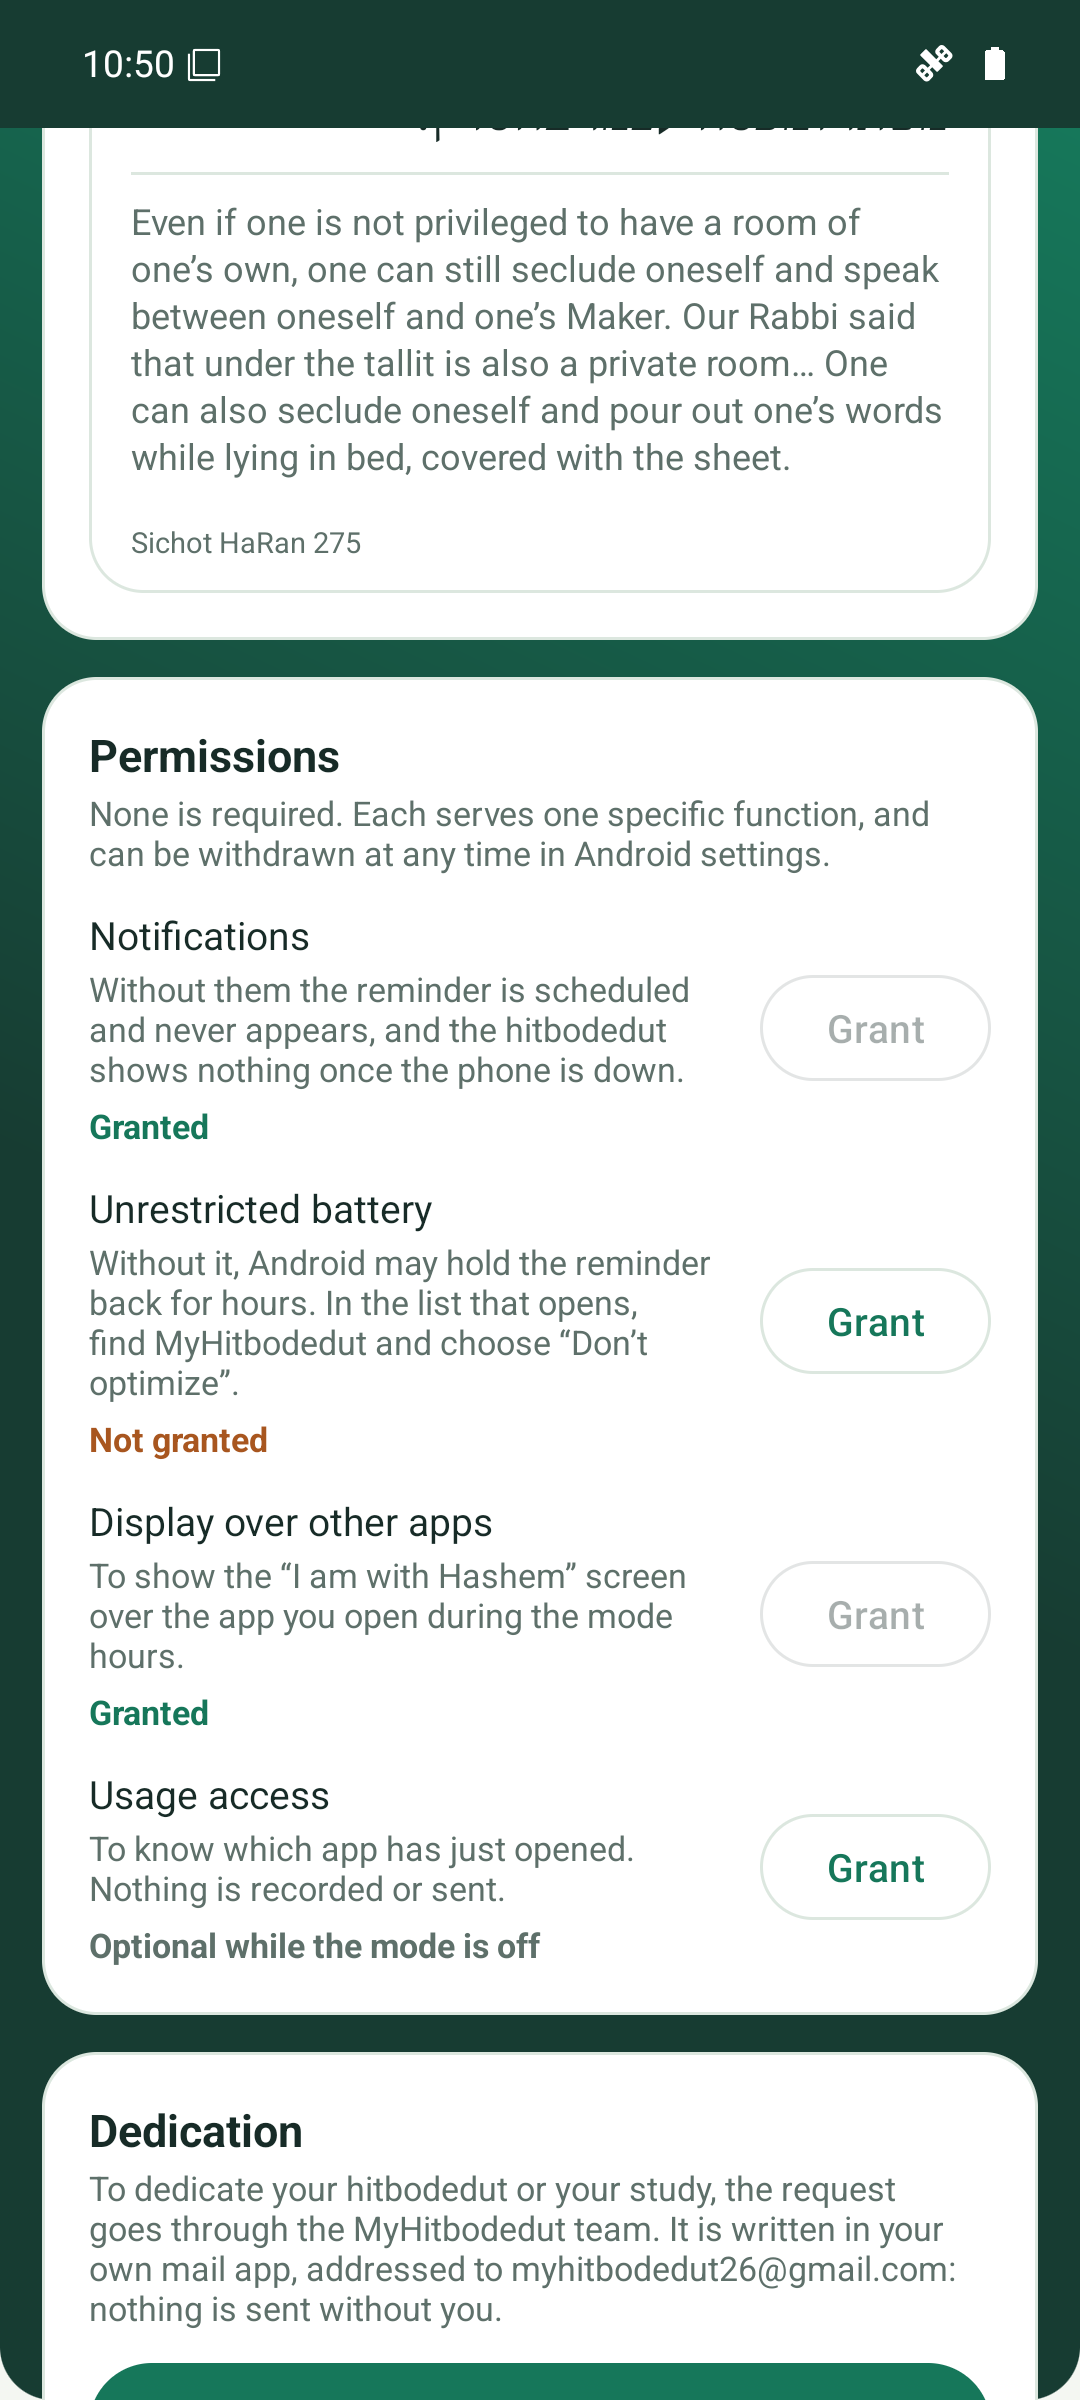 10:50
Even if one is not privileged to have a room of
one’s own, one can still seclude oneself and speak
between oneself and one’s Maker. Our Rabbi said
that under the tallit is also a private room… One
can also seclude oneself and pour out one’s words
while lying in bed, covered with the sheet.
Sichot HaRan 275
Permissions
None is required. Each serves one specific function, and
can be withdrawn at any time in Android settings.
Notifications
Without them the reminder is scheduled
and never appears, and the hitbodedut
shows nothing once the phone is down.
Grant
Granted
Unrestricted battery
Without it, Android may hold the reminder
back for hours. In the list that opens,
find MyHitbodedut and choose “Don’t
optimize”.
Grant
Not granted
Display over other apps
To show the “I am with Hashem” screen
over the app you open during the mode
hours.
Grant
Granted
Usage access
To know which app has just opened.
Nothing is recorded or sent.
Grant
Optional while the mode is off
Dedication
To dedicate your hitbodedut or your study, the request
goes through the MyHitbodedut team. It is written in your
own mail app, addressed to myhitbodedut26@gmail.com:
nothing is sent without you.